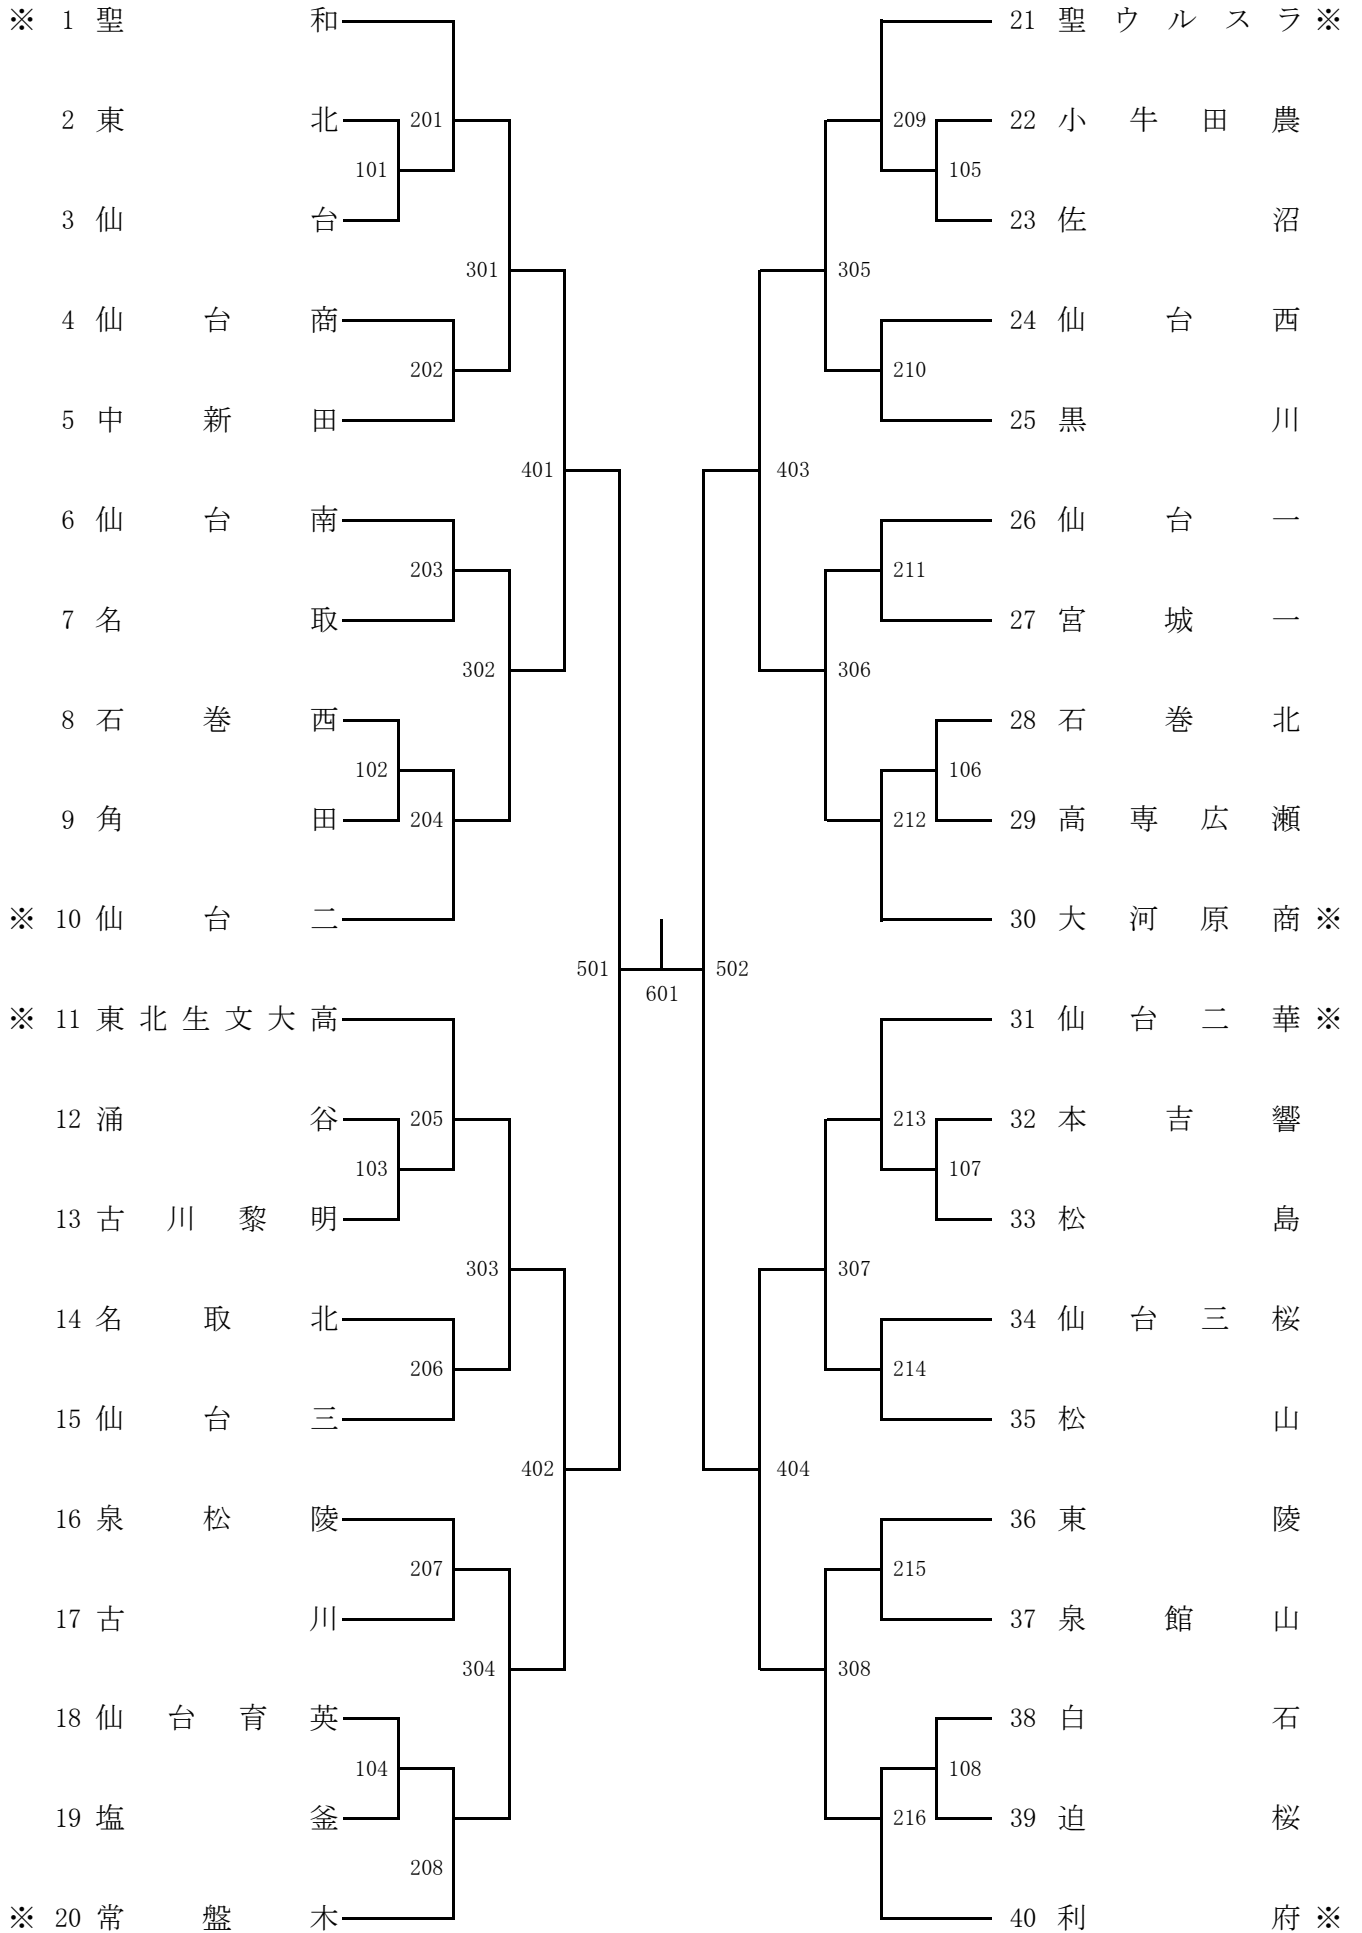 ※ 1 聖和
2 東北
201
101
3 仙台
301
4 仙台商
202
5 中新田
401
6 仙台南
203
7 名取
302
8 石巻西
102
9 角田
204
※ 10 仙台二
501
601
502
※ 11 東北生文大高
12 涌谷
205
103
13 古川黎明
303
14 名取北
206
15 仙台三
402
16 泉松陵
207
17 古川
304
18 仙台育英
104
19 塩釜
208
※ 20 常盤木
21 聖ウルスラ ※
209
22 小牛田農
105
23 佐沼
305
24 仙台西
210
25 黒川
403
26 仙台一
211
27 宮城一
306
28 石巻北
106
212
29 高専広瀬
30 大河原商 ※
31 仙台二華 ※
213
32 本吉響
107
33 松島
307
34 仙台三桜
214
35 松山
404
36 東陵
215
37 泉館山
308
38 白石
108
216
39 迫桜
40 利府 ※